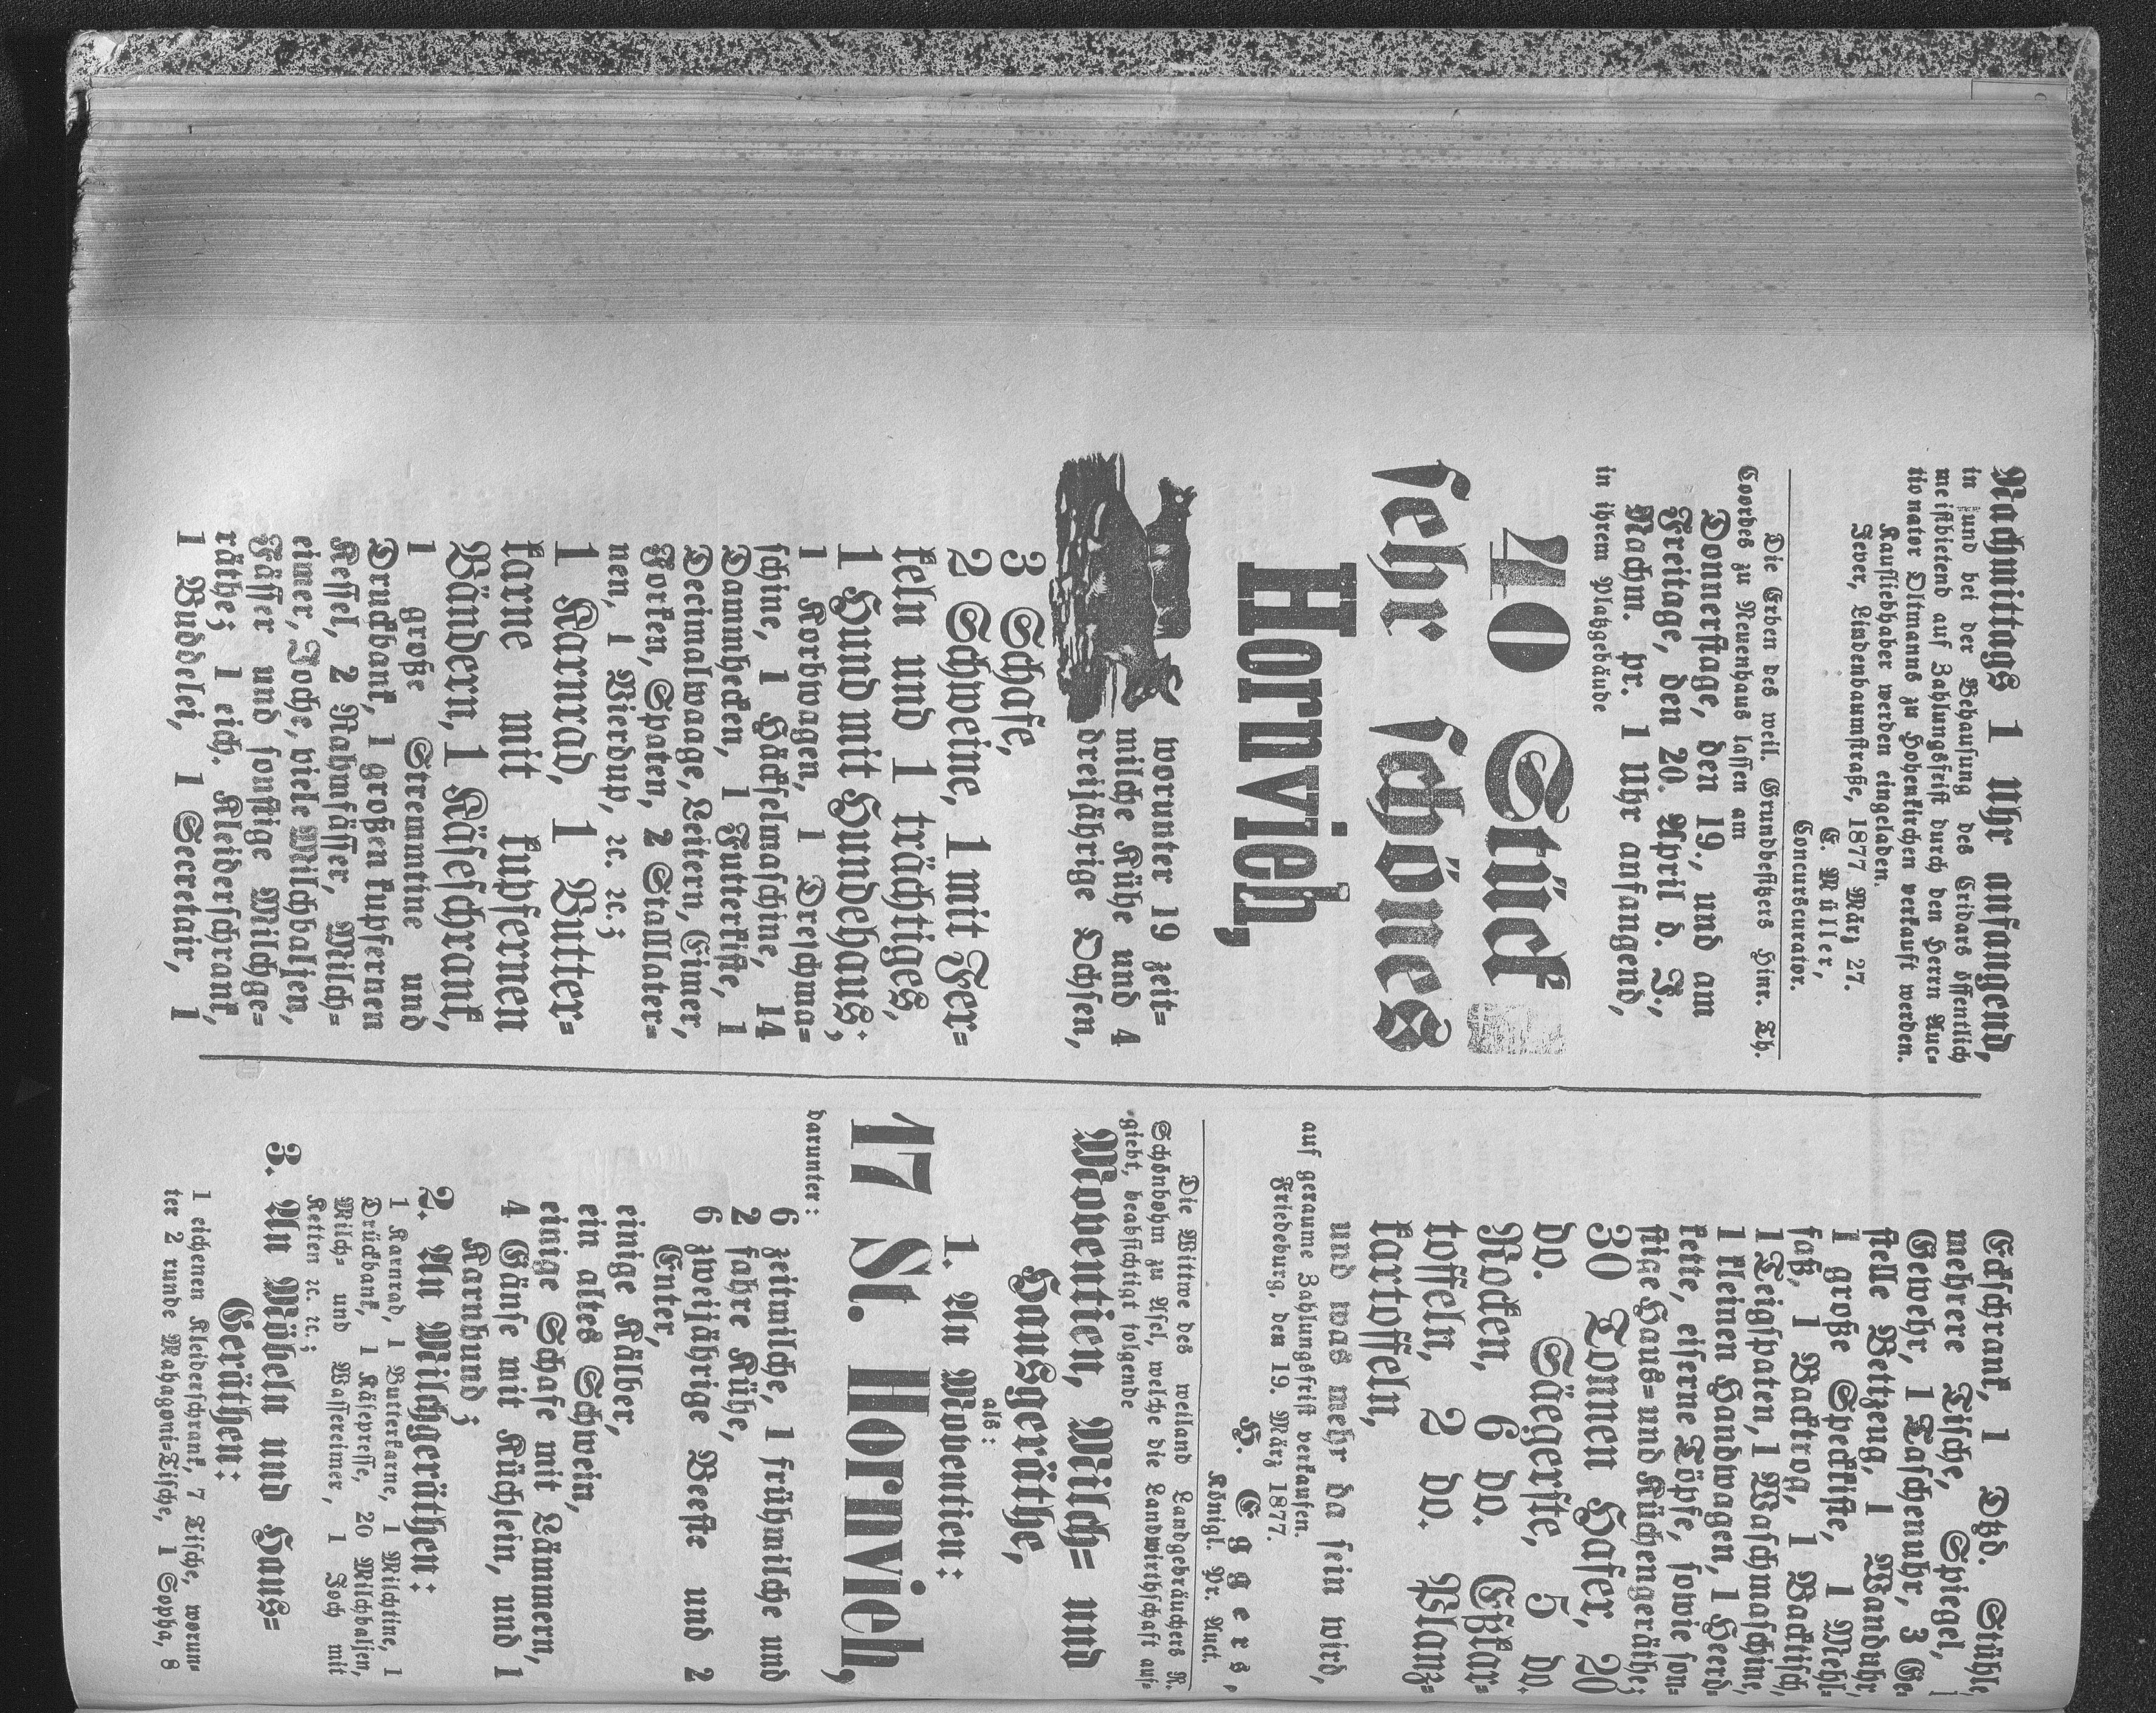 Nachmittags 1 Uhr anfangend,
in und bei der Behausung des Cridars öffentlich
meistbietend auf Zahlungsfrist durch den Herrn Auc-
tionator Oltmanns zu Hohenkirchen verkauft werden.
Kaufliebhaber werden eingeladen.
Jever, Lindenbaumstraße, 1877 März 27.
C. Müller,
Concurscurator.
Die Erben des weil. Grundbesitzers Hinr. Th.
Coordes zu Neuenhaus lassen am
Donnerstage, den 19., und am
Freitage, den 20. April d. J.,
Nachm. pr. 1 Uhr anfangend,
in ihrem Platzgebäude
40 Stück
sehr schönes
Hornvieh,
worunter 19 zeit=
milche Kühe und 4
dreijährige Ochsen,
3 Schafe,
2 Schweine, 1 mit Fer=
keln und 1 trächtiges,
1 Hund mit Hundehaus;
1 Korbwagen, 1 Dreschma=
schine, 1 Häckselmaschine, 14
Dammhecken, 1 Futterkiste, 1
Decimalwaage, Leitern, Eimer,
Forken, Spaten, 2 Stalllater=
nen, 1 Vierdup, ꝛc. ꝛc.;
1 Karnrad, 1 Butter=
karne mit kupfernen
Bändern, 1 Käseschrank,
1 große Stremmtine und
Druckbank, 1 großen kupfernen
Kessel, 2 Rahmfässer, Milch=
eimer, Joche, viele Milchbaljen,
Fässer und sonstige Milchge=
räthe; 1 eich. Kleiderschrank,
1 Buddelei, 1 Secretair, 1
Eckschrank, 1 Dtzd. Stühle,
mehrere Tische, Spiegel, 1
Gewehr, 1 Taschenuhr, 3 Ge=
stelle Bettzeug, 1 Wanduhr,
1 große Speckkiste, 1 Mehl=
faß, 1 Backtrog, 1 Backtisch,
1 Teigspaten, 1 Waschmaschine,
1 kleinen Handwagen, 1 Heerd=
kette, eiserne Töpfe, sowie son=
stige Haus= und Küchengeräthe;
30 Tonnen Hafer, 20
do. Säegerste, 5 do.
Rocken, 6 do. Eßkar=
toffeln, 2 do. Pflanz=
kartoffeln,
und was mehr da sein wird,
auf geraume Zahlungsfrist verkaufen.
Friedeburg, den 19. März 1877.
H. Eggers,
Königl. Pr. Auct.
Die Wittwe des weiland Landgebräuchers R.
Schönbohm zu Asel, welche die Landwirthschaft auf=
giebt, beabsichtigt folgende
Moventien, Milch= und
Hausgeräthe,
als:
1. An Moventien:
17 St. Hornvieh,
darunter:
6 zeitmilche, 1 frühmilche und
2 fahre Kühe,
6 zweijährige Beester und 2
Enter,
einige Kälber,
ein altes Schwein,
einige Schafe mit Lämmern,
4 Gänse mit Küchlein, und 1
Karnhund;
2. An Milchgeräthen:
1 Karnrad, 1 Butterkarne, 1 Milchtine, 1
Drückbank, 1 Käsepresse, 20 Milchbaljen,
Milch= und Wassereimer, 1 Joch mit
Ketten ꝛc. ꝛc.;
3. An Möbeln und Haus=
Geräthen:
1 eichenen Kleiderschrank, 7 Tische, worun=
ter 2 runde Mahagoni=Tische, 1 Sopha, 8